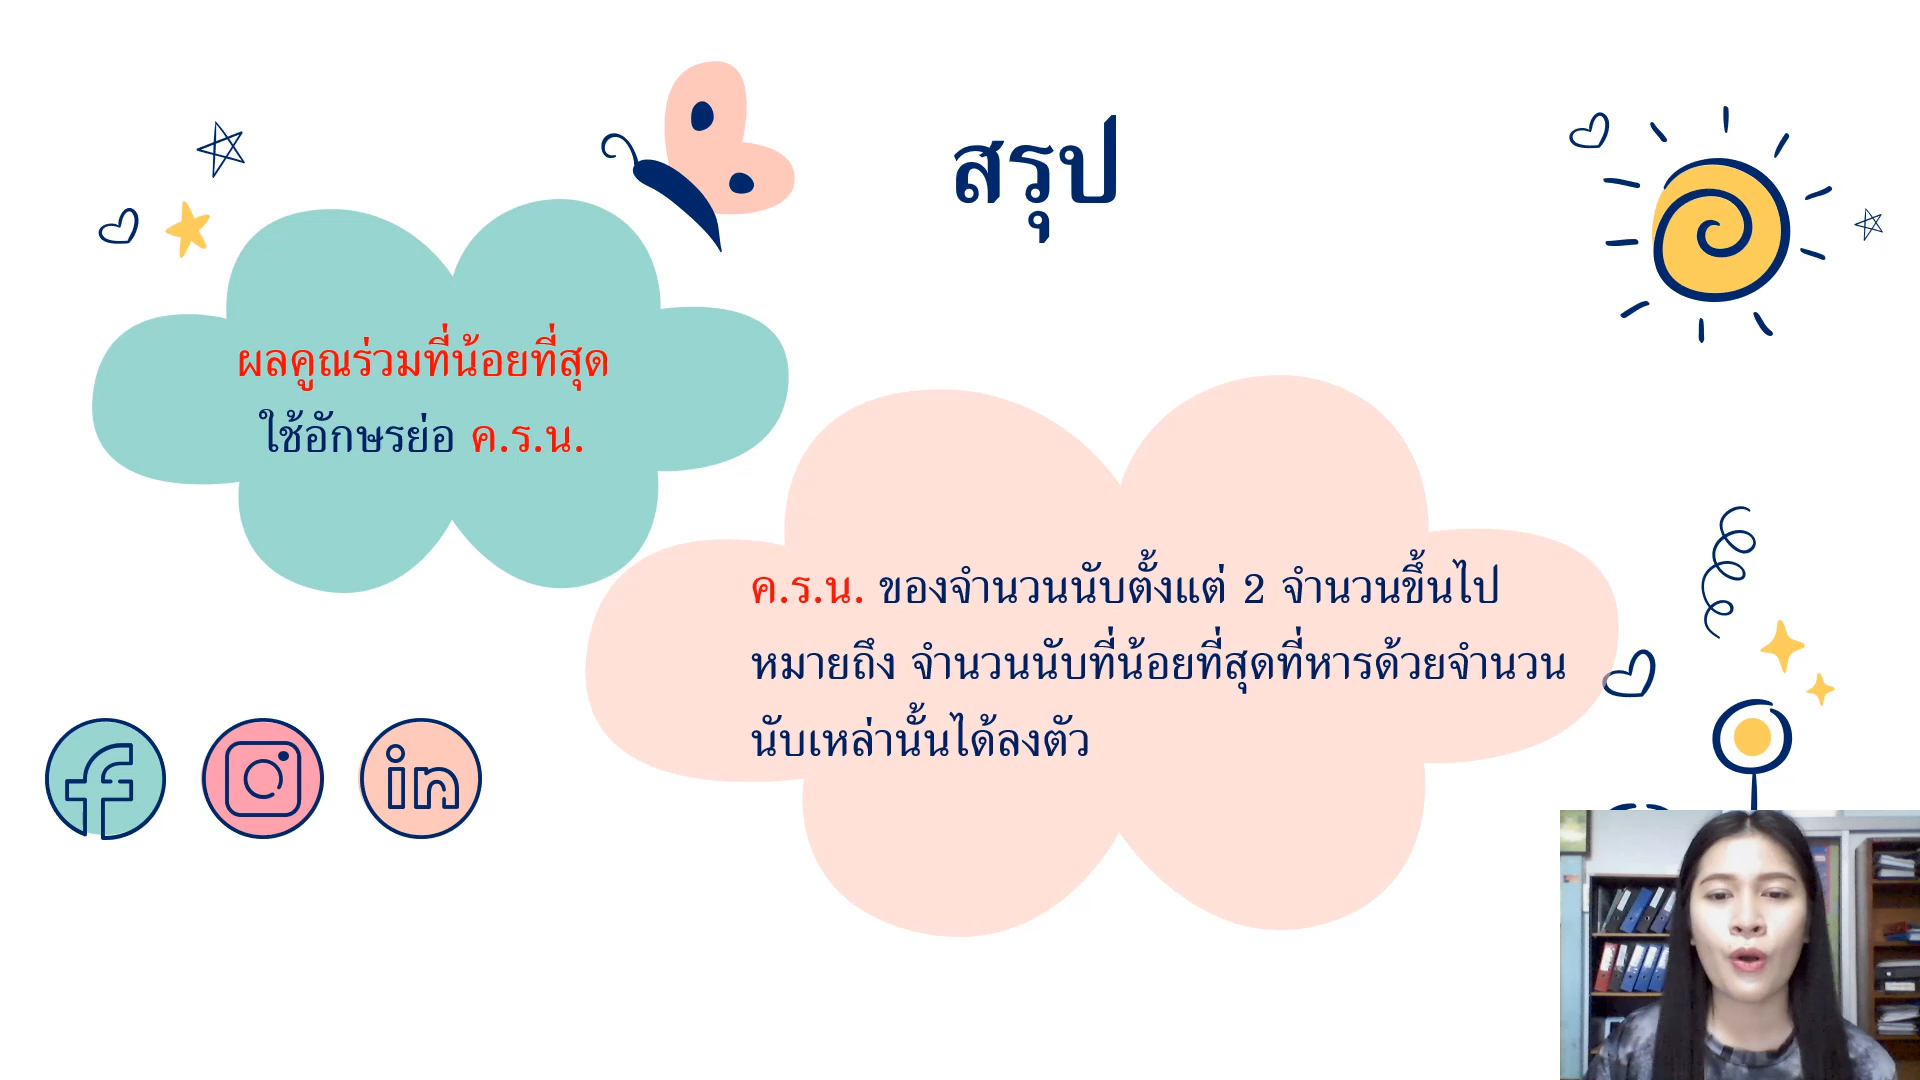 สรุป
ผลคูณร่วมที่น้อยที่สุด
ใช้อักษรย่อ ค.ร.น.
ค.ร.น. ของจำนวนนับตั้งแต่ 2 จำนวนขึ้นไป
หมายถึง จำนวนนับที่น้อยที่สุดที่หารด้วยจำนวน
นับเหล่านั้นได้ลงตัว